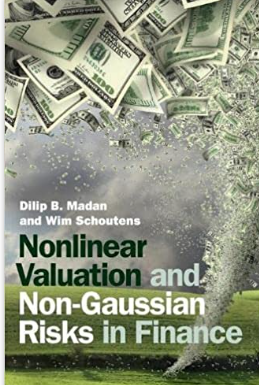 Dilip B. Madan
and Wim Schoutens
Nonlinear
Valuation and
Non-Gaussian
Risks in Finance